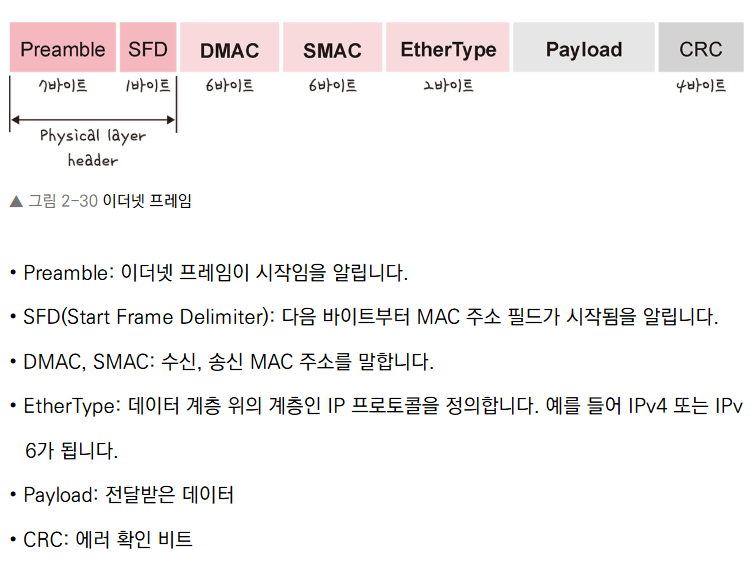 Preamble SFD DMAC SMAC EtherType Payload CRC
7바이트 1바이트 6바이트 6바이트 2바이트 4바이트
Physical layer
header
▲ 그림 2-30 이더넷 프레임
• Preamble: 이더넷 프레임이 시작임을 알립니다.
• SFD(Start Frame Delimiter): 다음 바이트부터 MAC 주소 필드가 시작됨을 알립니다.
• DMAC, SMAC: 수신, 송신 MAC 주소를 말합니다.
• EtherType: 데이터 계층 위의 계층인 IP 프로토콜을 정의합니다. 예를 들어 IPv4 또는 IPv
6가 됩니다.
• Payload: 전달받은 데이터
• CRC: 에러 확인 비트